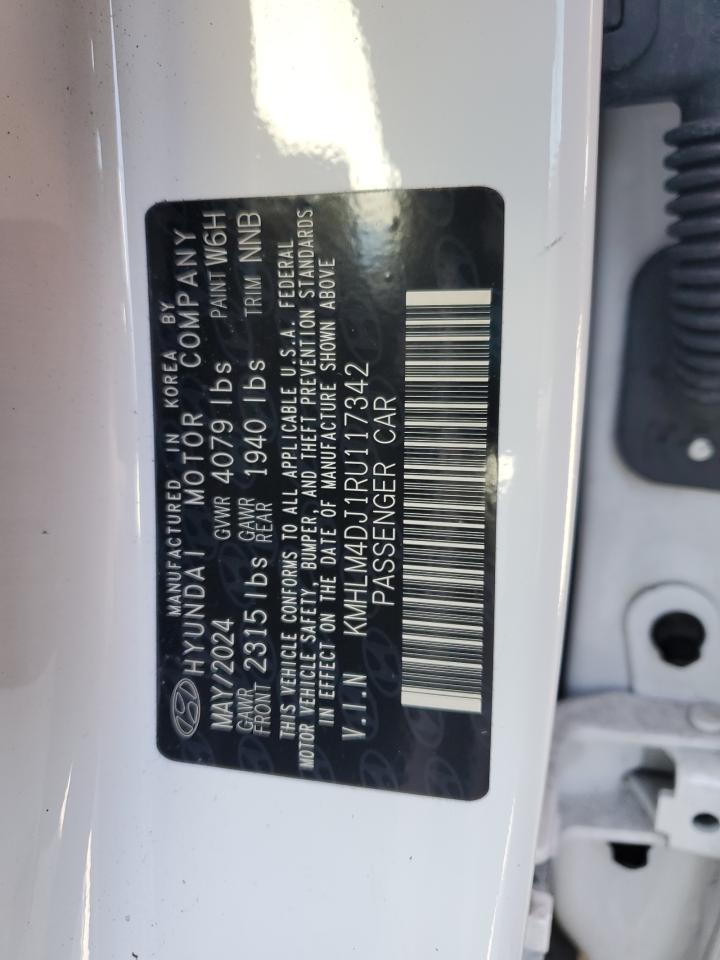 MANUFACTURED IN KOREA BY
HYUNDAI MOTOR COMPANY
MAY/2024 GVWR 4079 lbs PAINT W6H
GAWR FRONT 2315 lbs GAWR REAR 1940 lbs TRIM NNB
THIS VEHICLE CONFORMS TO ALL APPLICABLE U.S.A. FEDERAL
MOTOR VEHICLE SAFETY, BUMPER, AND THEFT PREVENTION STANDARDS
IN EFFECT ON THE DATE OF MANUFACTURE SHOWN ABOVE
V.I.N KMHLM4DJ1RU117342
PASSENGER CAR